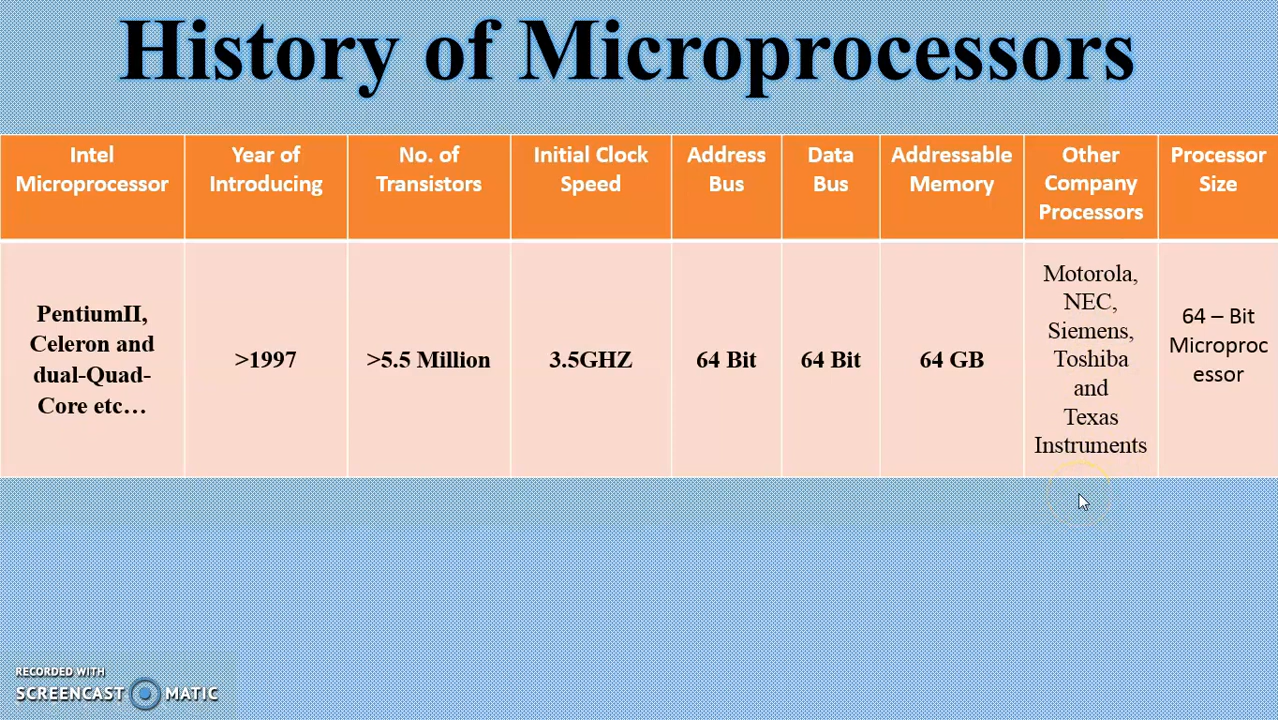 History of Microprocessors
Intel
Microprocessor
Year of
Introducing
No. of
Transistors
Initial Clock
Speed
Address
Bus
Data
Bus
Addressable
Memory
Other
Company
Processors
Processor
Size
PentiumII,
Celeron and
dual-Quad-
Core etc…
>1997
>5.5 Million
3.5GHZ
64 Bit
64 Bit
64 GB
Motorola,
NEC,
Siemens,
Toshiba
and
Texas
Instruments
64 – Bit
Microproc
essor
RECORDED WITH
SCREENCAST MATIC